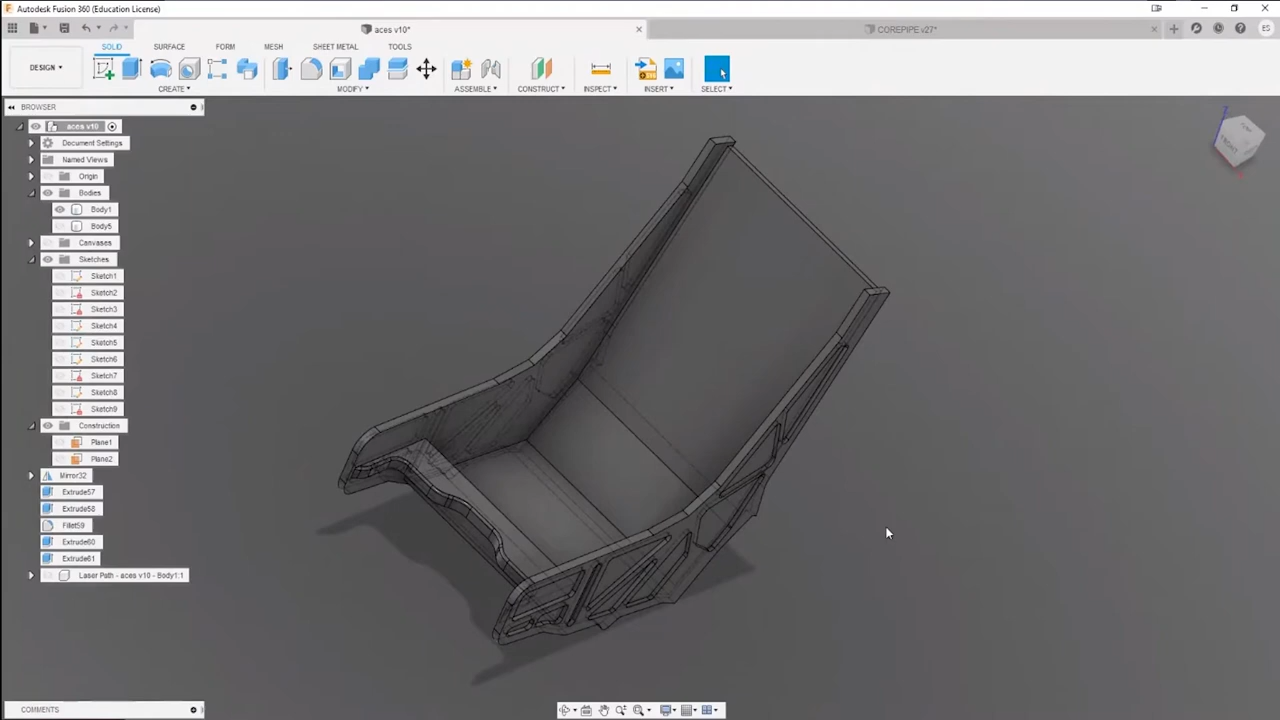 Autodesk Fusion 360 (Education License)
aces v10*
COREPIPE v27*
ES
SOLID SURFACE FORM MESH SHEET METAL TOOLS
DESIGN
CREATE MODIFY ASSEMBLE CONSTRUCT INSPECT INSERT SELECT
BROWSER
aces v10
Document Settings
Named Views
Origin
Bodies
Body1
Body5
Canvases
Sketches
Sketch1
Sketch2
Sketch3
Sketch4
Sketch5
Sketch6
Sketch7
Sketch8
Sketch9
Construction
Plane1
Plane2
Mirror32
Extrude57
Extrude58
Fillet59
Extrude60
Extrude61
Laser Path - aces v10 - Body1:1
FRONT
COMMENTS